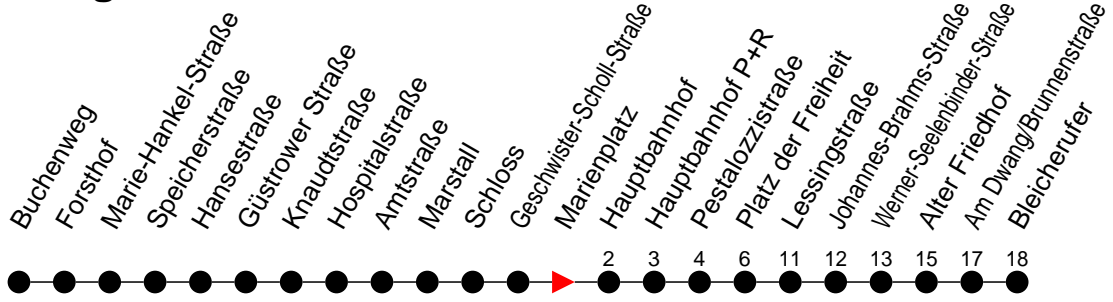 Buchenweg
Forsthof
Marie-Hankel-Straße
Speicherstraße
Hansestraße
Güstrower Straße
Knaudtstraße
Hospitalstraße
Amtstraße
Marstall
Schloss
Geschwister-Scholl-Straße
Marienplatz
Hauptbahnhof
Hauptbahnhof P+R
Pestalozzistraße
Platz der Freiheit
Lessingstraße
Johannes-Brahms-Straße
Werner-Seelenbinder-Straße
Alter Friedhof
Am Dwang/Brunnenstraße
Bleicherufer
2 3 4 6 11 12 13 15 17 18